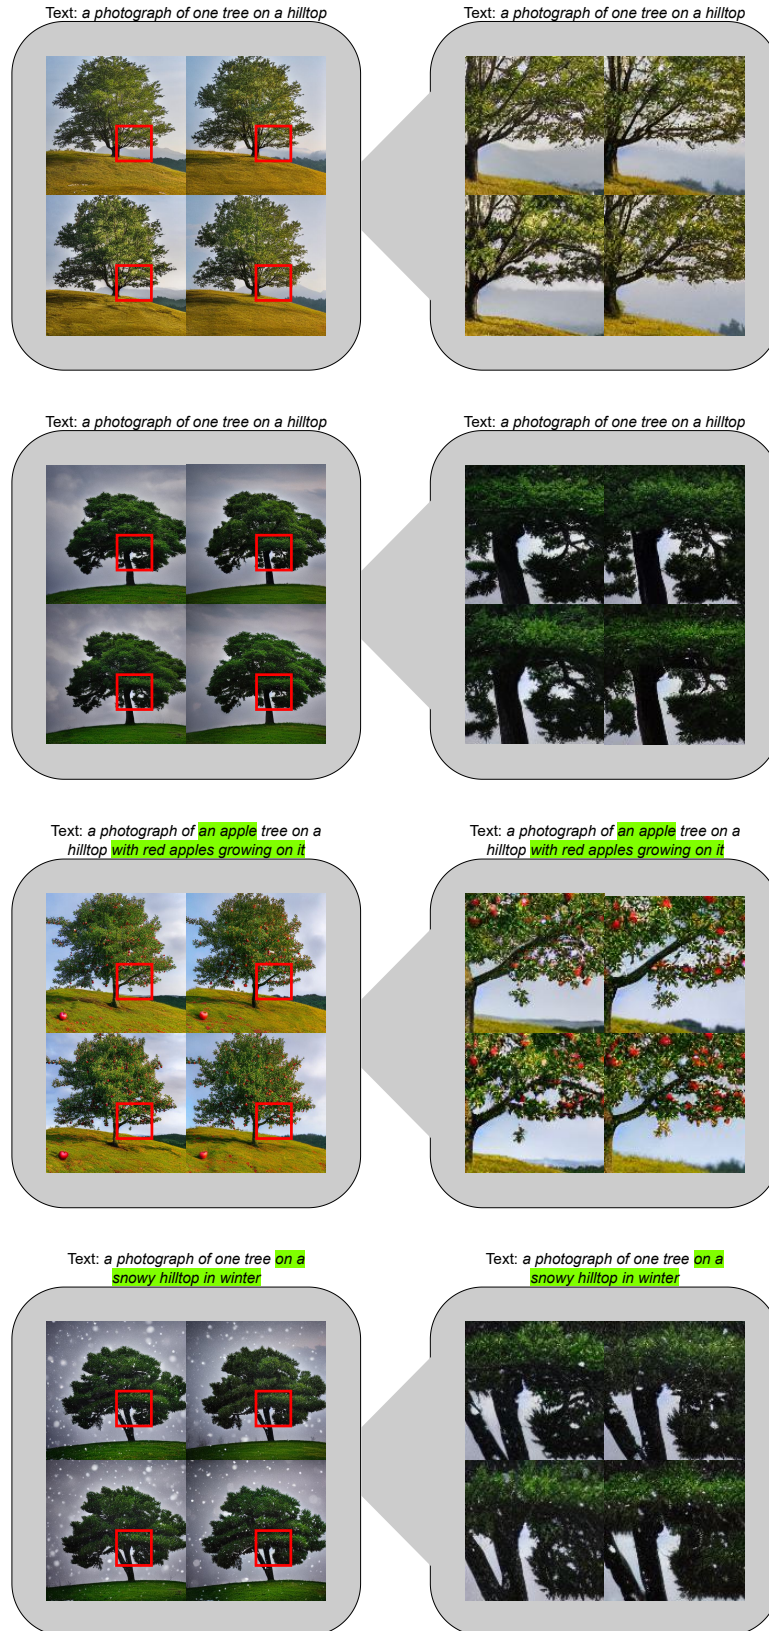 Text: a photograph of one tree on a hilltop
Text: a photograph of one tree on a hilltop
Text: a photograph of one tree on a hilltop
Text: a photograph of one tree on a hilltop
Text: a photograph of an apple tree on a
hilltop with red apples growing on it
Text: a photograph of an apple tree on a
hilltop with red apples growing on it
Text: a photograph of one tree on a
snowy hilltop in winter
Text: a photograph of one tree on a
snowy hilltop in winter